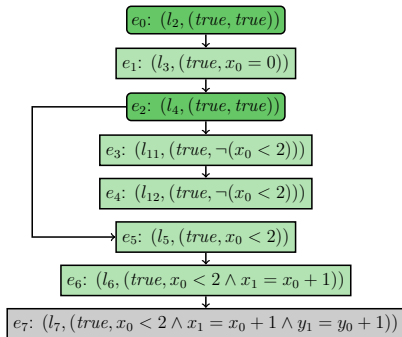 e₀: (l₂, (true, true))
e₁: (l₃, (true, x₀ = 0))
e₂: (l₄, (true, true))
e₃: (l₁₁, (true, ¬(x₀ < 2)))
e₄: (l₁₂, (true, ¬(x₀ < 2)))
e₅: (l₅, (true, x₀ < 2))
e₆: (l₆, (true, x₀ < 2 ∧ x₁ = x₀ + 1))
e₇: (l₇, (true, x₀ < 2 ∧ x₁ = x₀ + 1 ∧ y₁ = y₀ + 1))